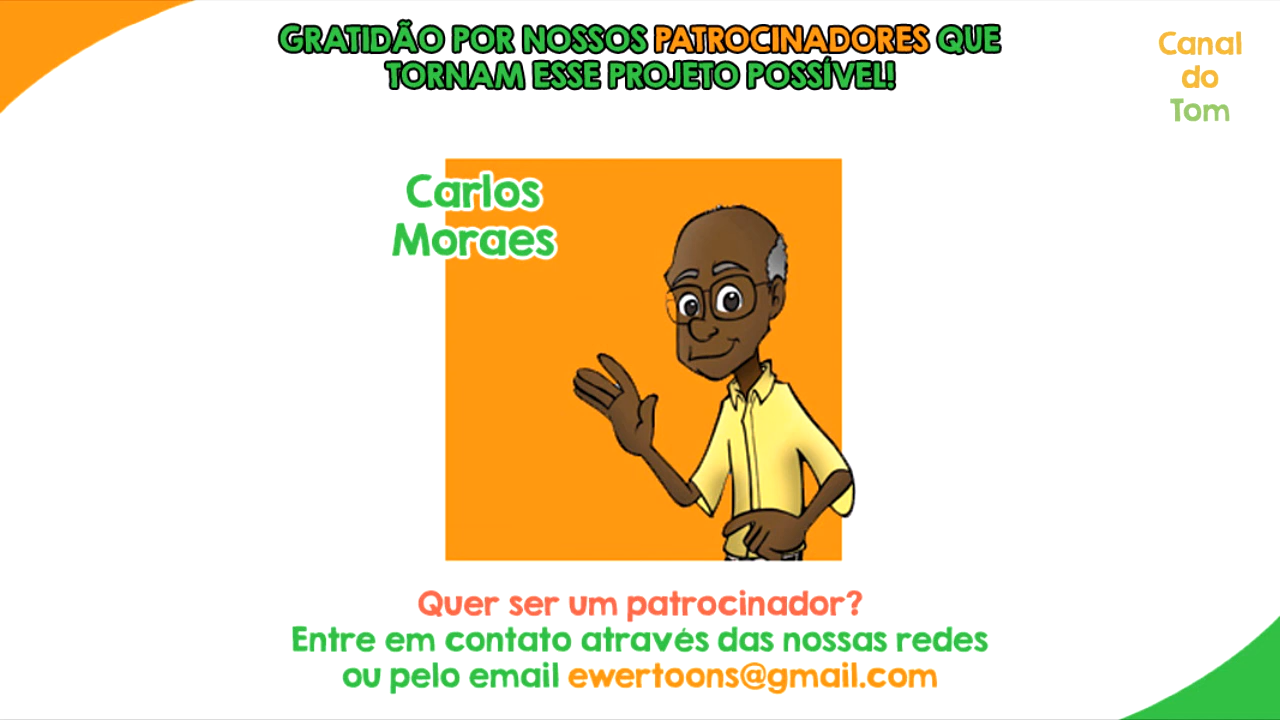 GRATIDÃO POR NOSSOS PATROCINADORES QUE
TORNAM ESSE PROJETO POSSÍVEL!
Canal
do
Tom
Carlos
Moraes
Quer ser um patrocinador?
Entre em contato através das nossas redes
ou pelo email ewertoons@gmail.com